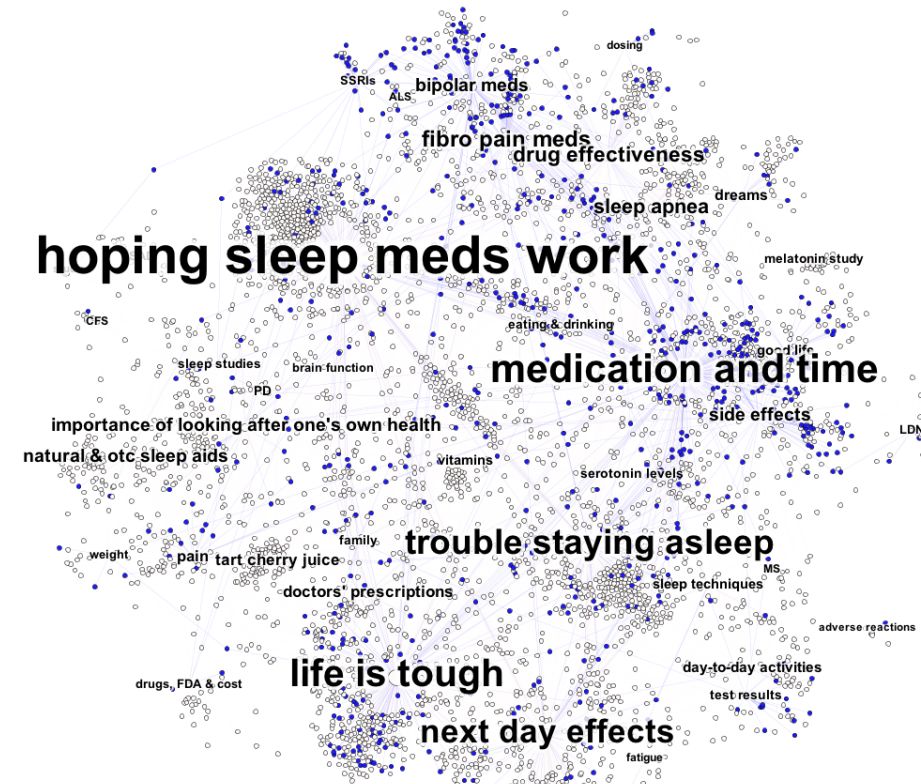 dosing
SSRIs
bipolar meds
ALS
fibro pain meds
drug effectiveness
dreams
sleep apnea
hoping sleep meds work
melatonin study
CFS
eating & drinking
good life
sleep studies
brain function
medication and time
PD
side effects
importance of looking after one's own health
LDN
natural & otc sleep aids
vitamins
serotonin levels
family
trouble staying asleep
weight
pain
tart cherry juice
MS
sleep techniques
doctors' prescriptions
adverse reactions
life is tough
day-to-day activities
drugs, FDA & cost
test results
next day effects
fatigue